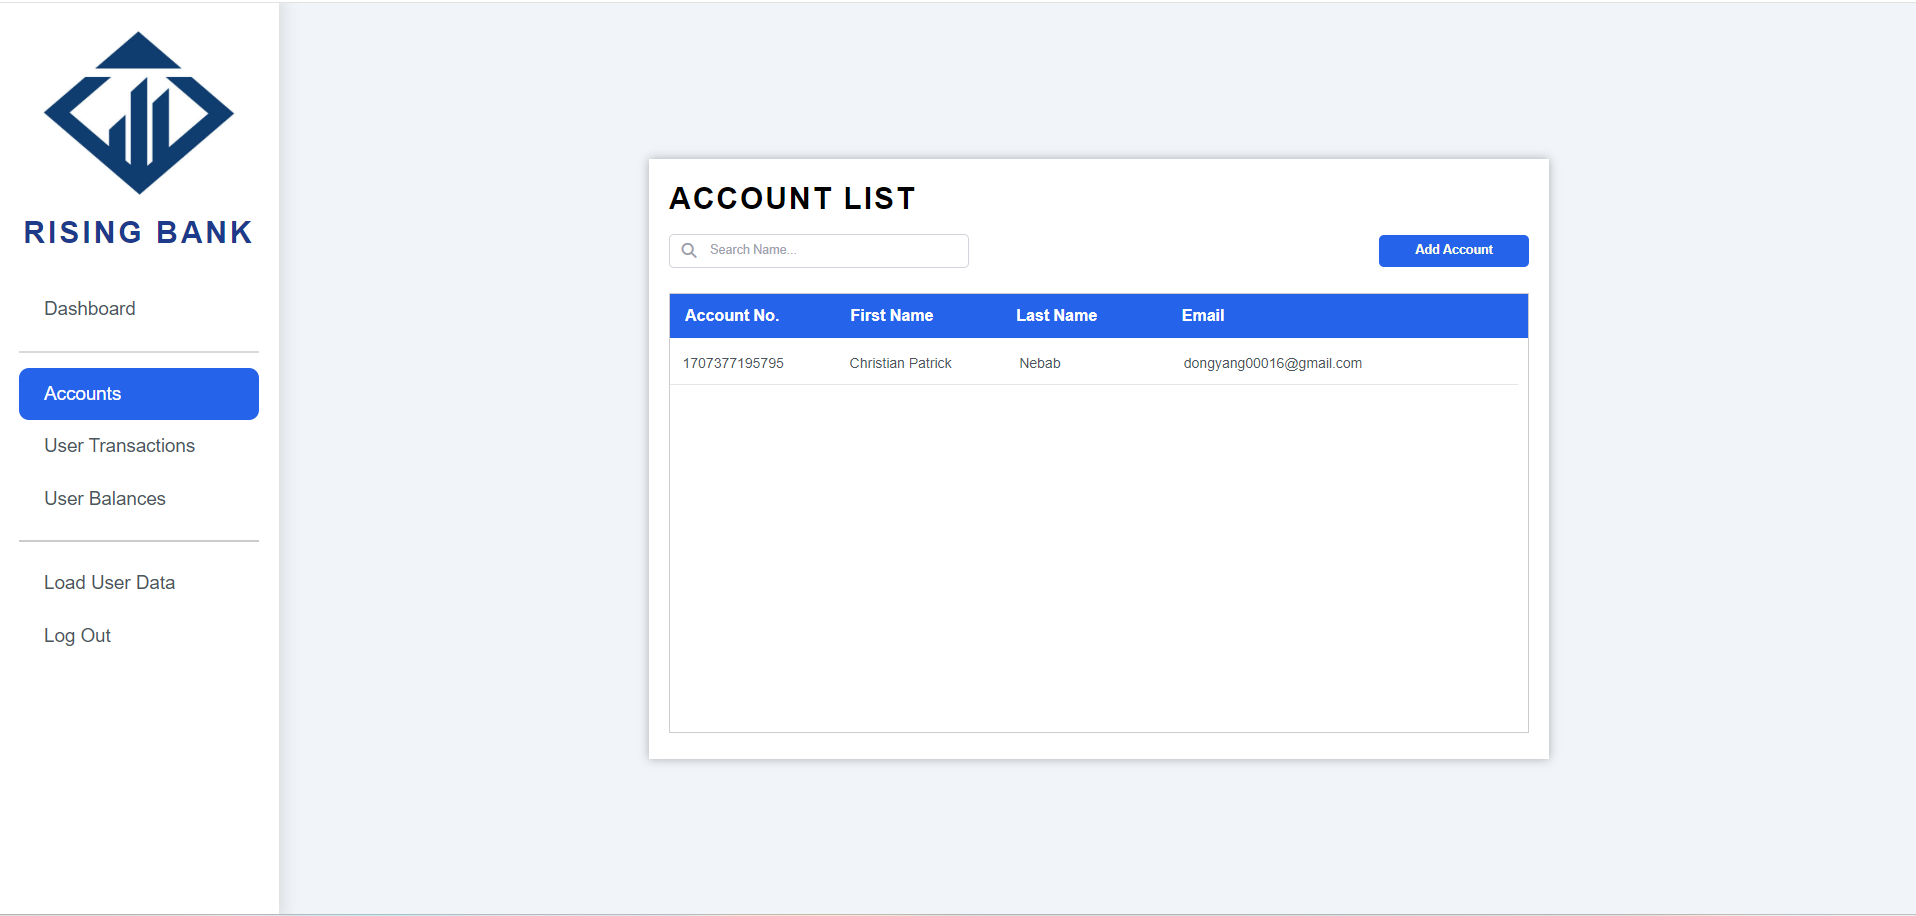 RISING BANK
Dashboard
Accounts
User Transactions
User Balances
Load User Data
Log Out
ACCOUNT LIST
Search Name...
Add Account
Account No. First Name Last Name Email
1707377195795 Christian Patrick Nebab dongyang00016@gmail.com